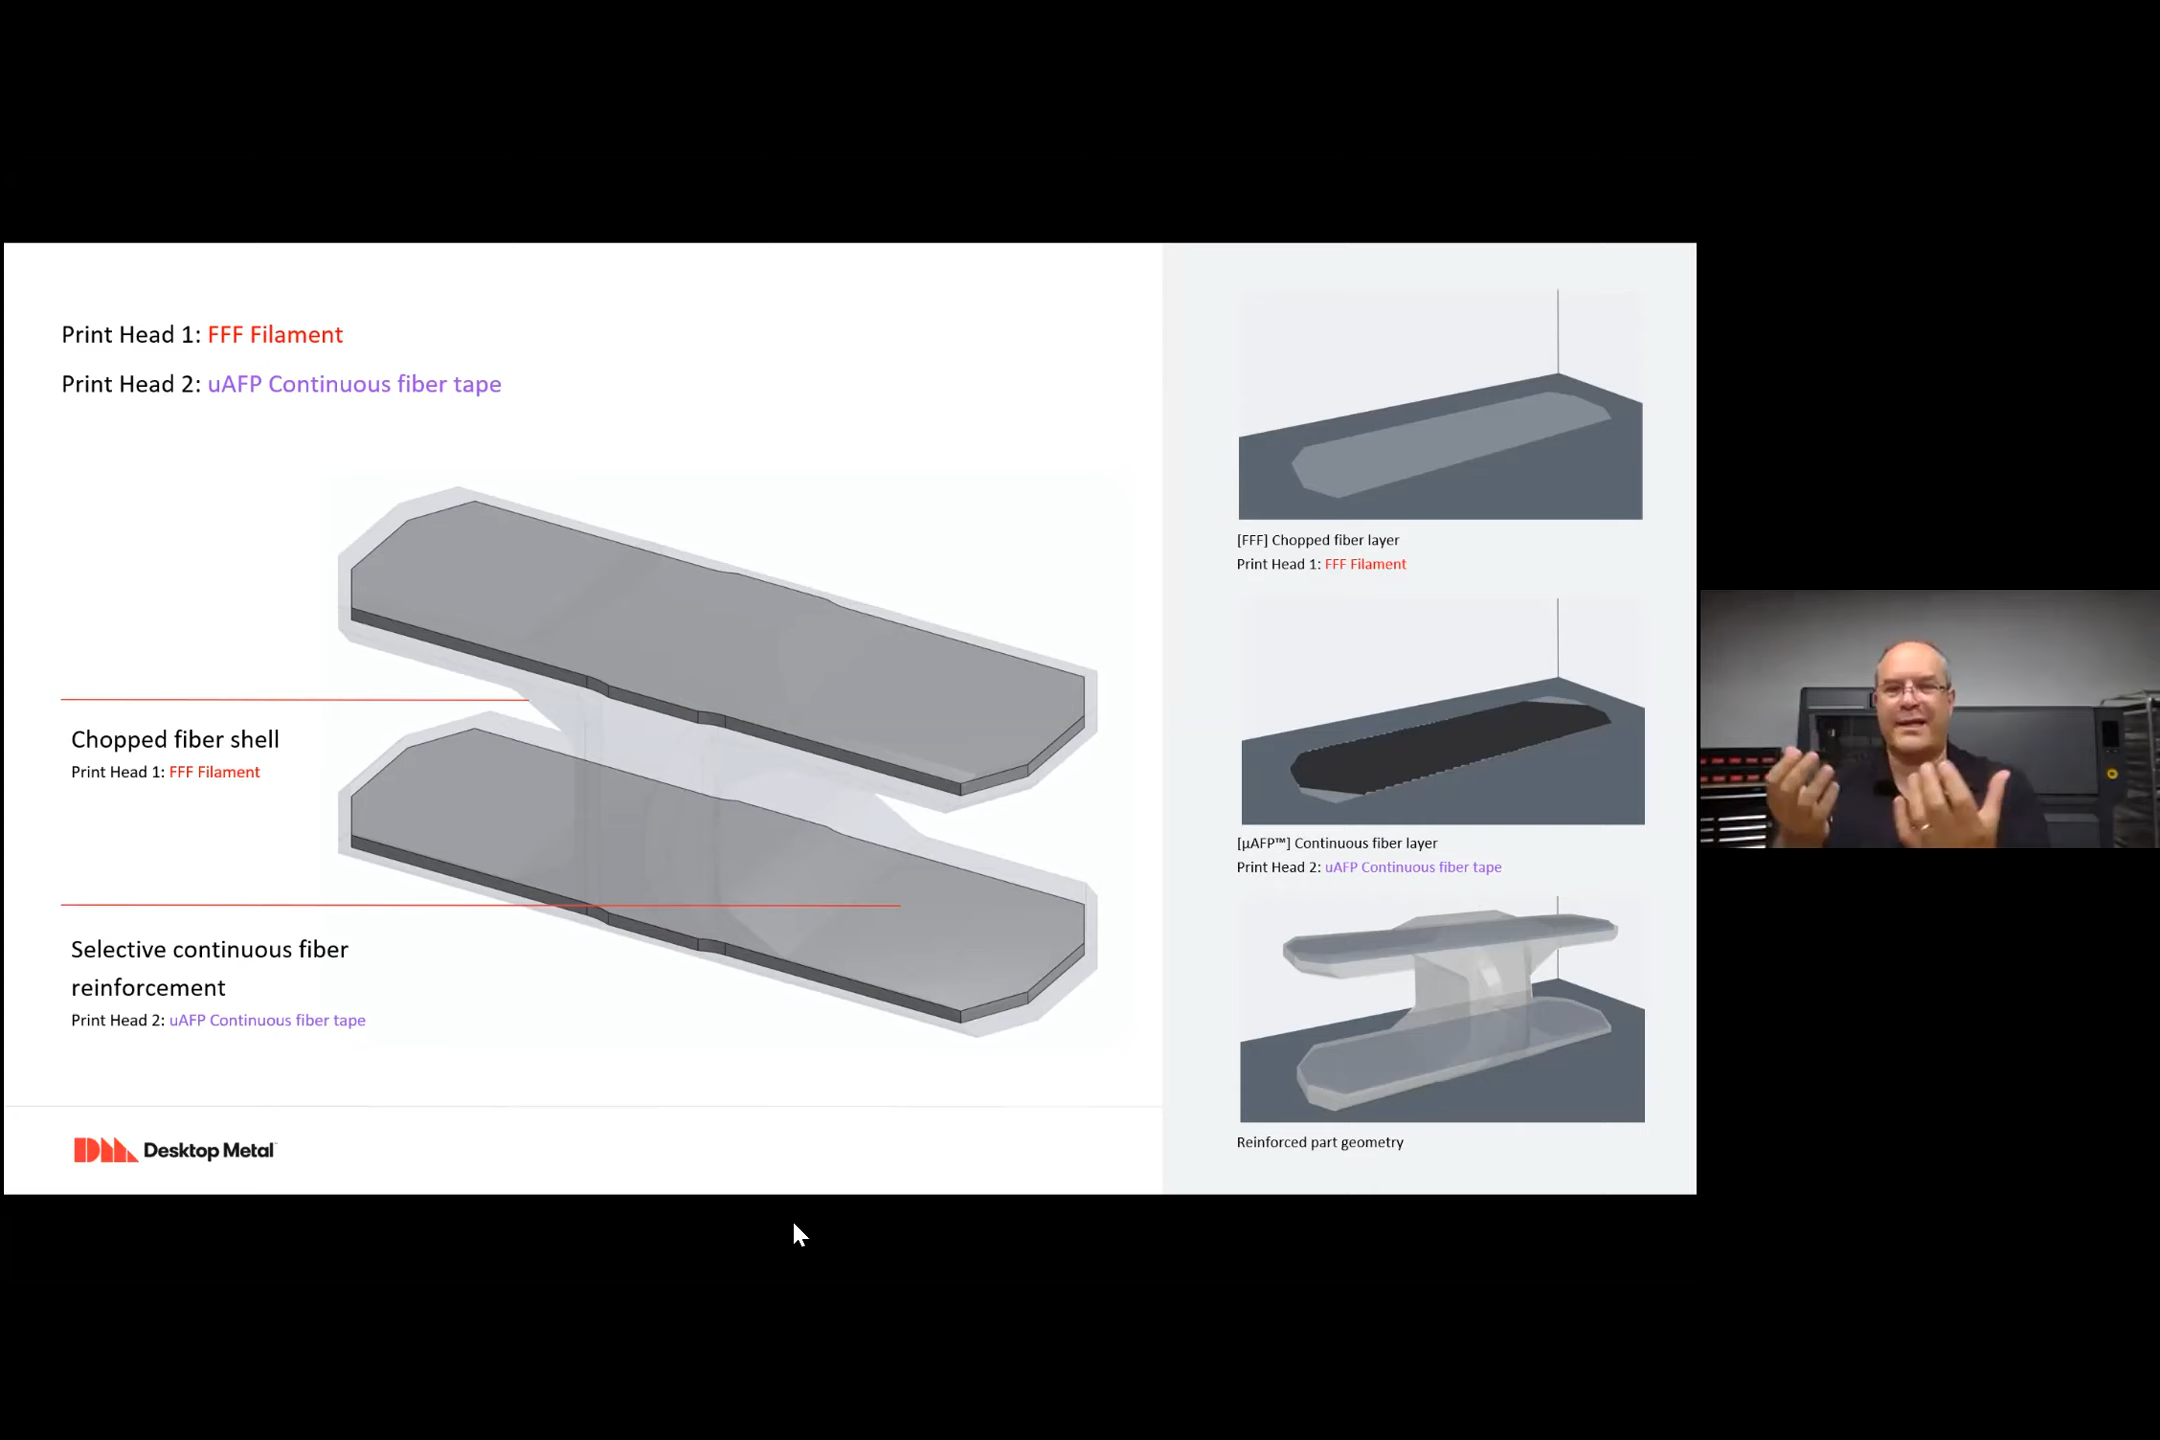 Print Head 1: FFF Filament
Print Head 2: uAFP Continuous fiber tape
Chopped fiber shell
Print Head 1: FFF Filament
Selective continuous fiber
reinforcement
Print Head 2: uAFP Continuous fiber tape
Desktop Metal
[FFF] Chopped fiber layer
Print Head 1: FFF Filament
[µAFP™] Continuous fiber layer
Print Head 2: uAFP Continuous fiber tape
Reinforced part geometry